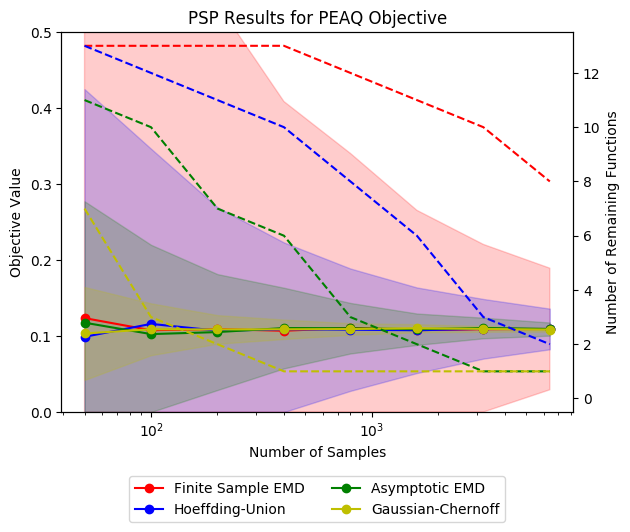 PSP Results for PEAQ Objective
0.5
0.4
0.3
0.2
0.1
0.0
Objective Value
12
10
8
6
4
2
0
Number of Remaining Functions
10²
10³
Number of Samples
Finite Sample EMD
Hoeffding-Union
Asymptotic EMD
Gaussian-Chernoff